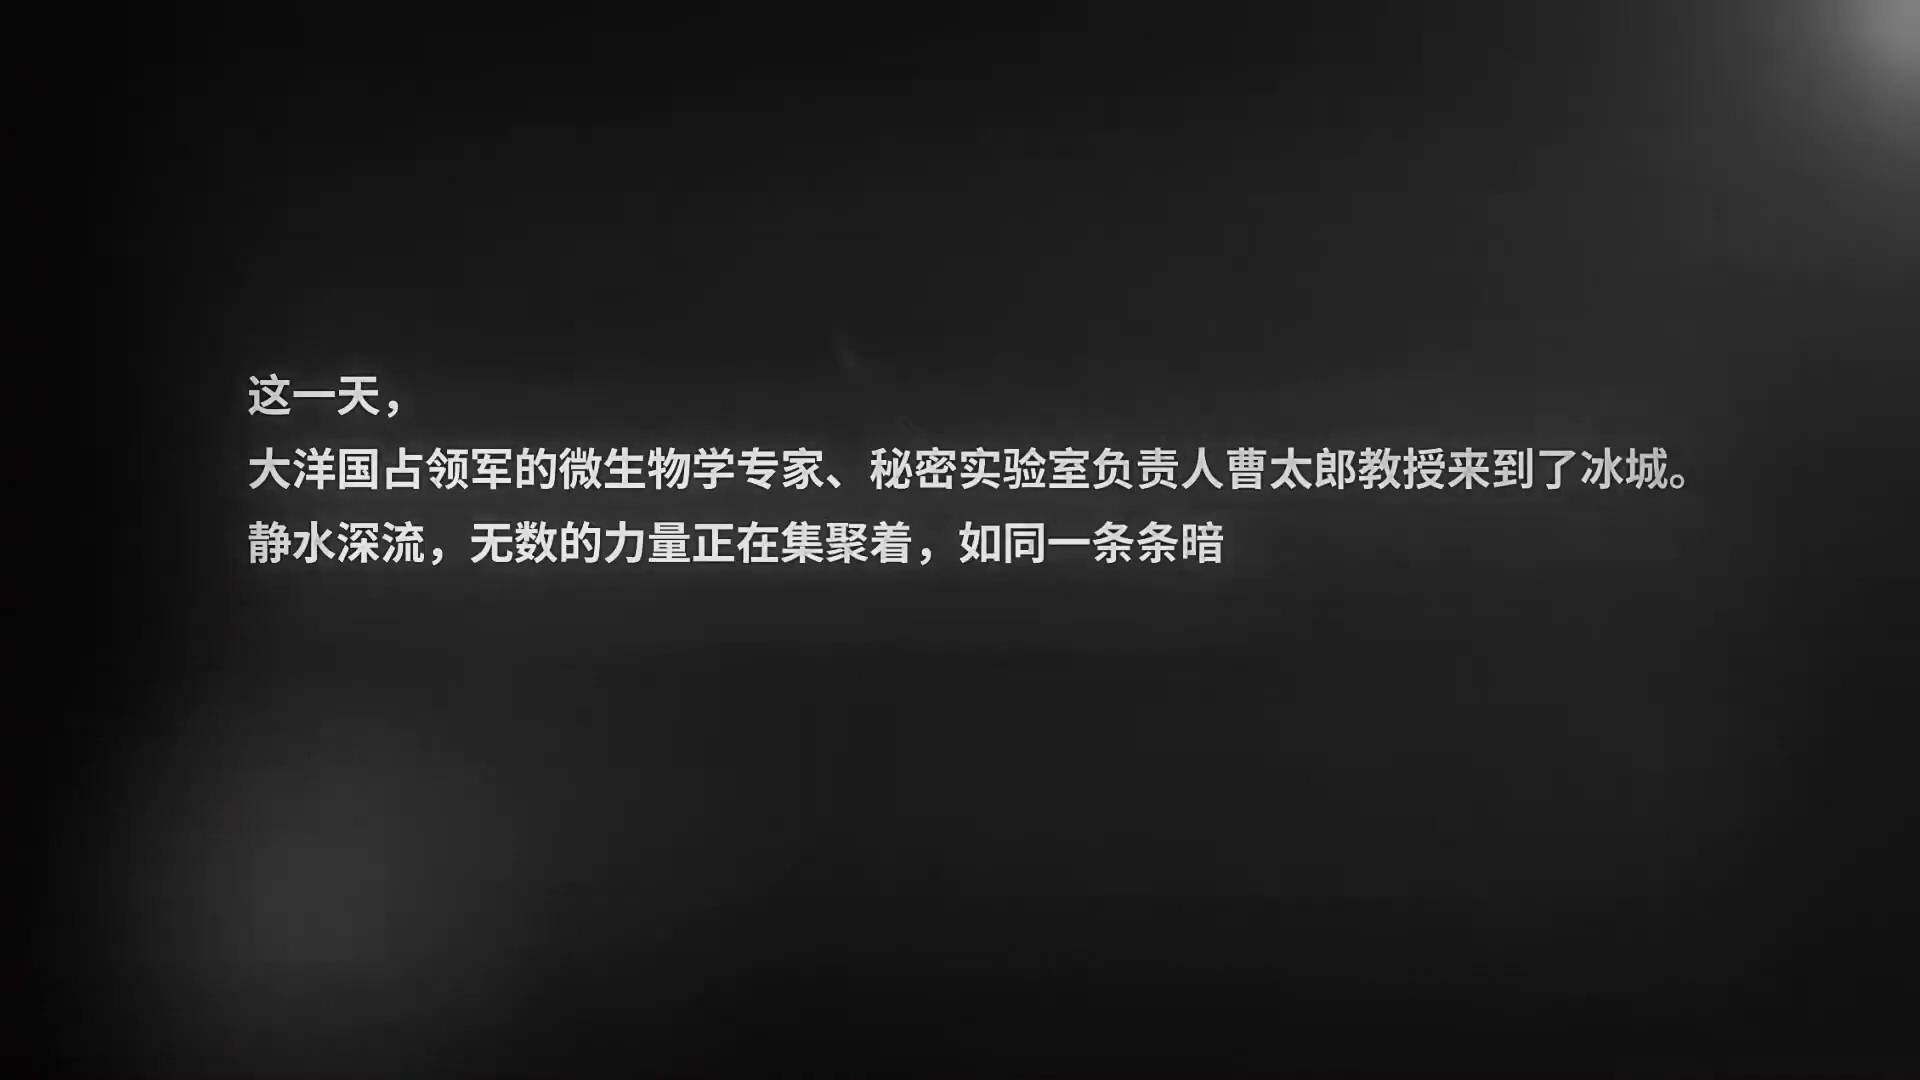 这一天，
大洋国占领军的微生物学专家、秘密实验室负责人曹太郎教授来到了冰城。
静水深流，无数的力量正在集聚着，如同一条条暗